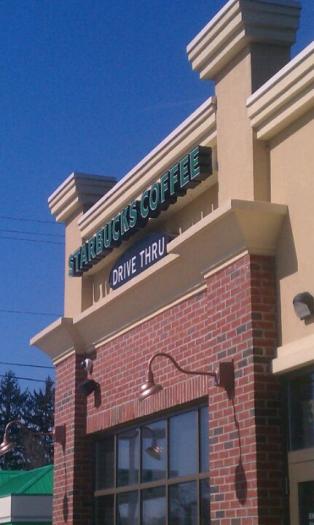 STARBUCKS COFFEE
DRIVE THRU